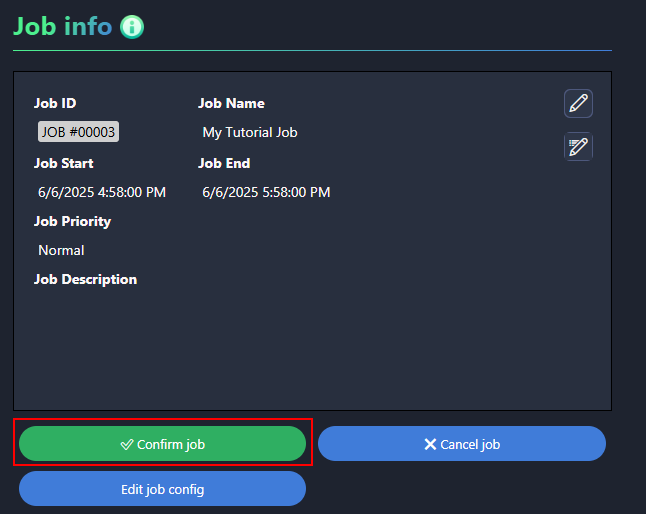 Job info
Job ID Job Name
JOB #00003 My Tutorial Job
Job Start Job End
6/6/2025 4:58:00 PM 6/6/2025 5:58:00 PM
Job Priority
Normal
Job Description
Confirm job Cancel job
Edit job config